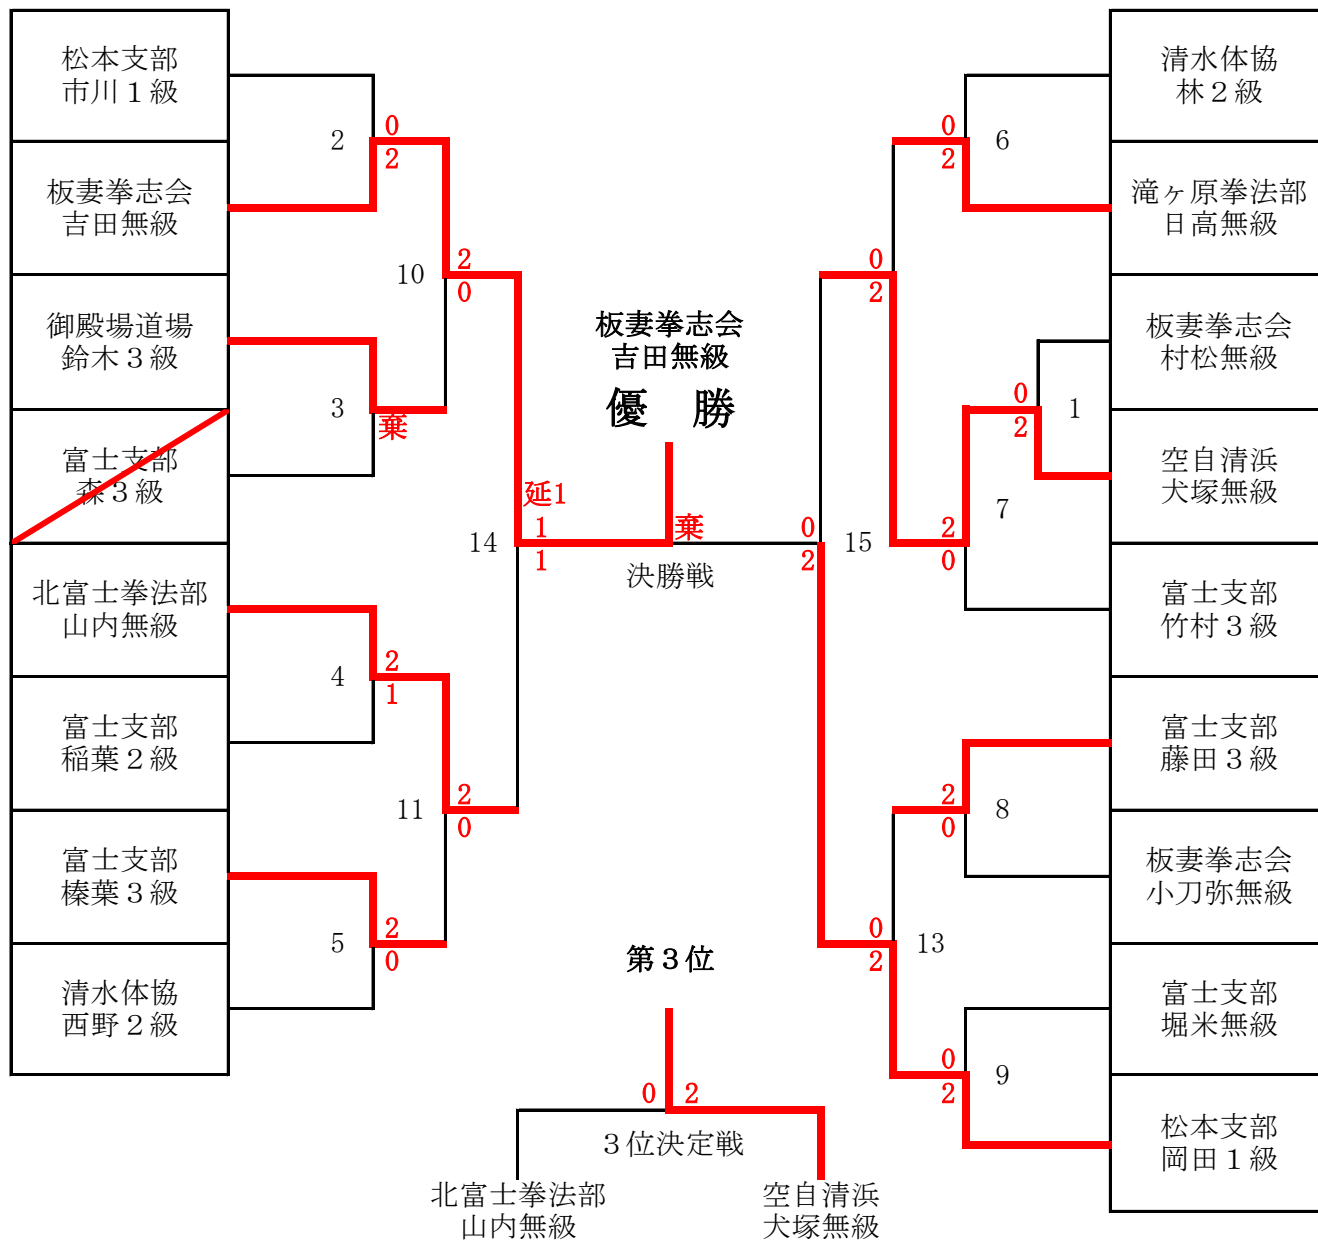 松本支部
市川１級
板妻拳志会
吉田無級
御殿場道場
鈴木３級
富士支部
森３級
北富士拳法部
山内無級
富士支部
稲葉２級
富士支部
榛葉３級
清水体協
西野２級
2
0
2
3
棄
4
2
1
5
2
0
10
2
0
11
2
0
14
延1
1
1
板妻拳志会
吉田無級
優　勝
棄
決勝戦
0
2
15
0
2
13
0
2
6
0
2
7
2
0
1
0
2
8
2
0
9
0
2
清水体協
林２級
滝ヶ原拳法部
日高無級
板妻拳志会
村松無級
空自清浜
犬塚無級
富士支部
竹村３級
富士支部
藤田３級
板妻拳志会
小刀弥無級
富士支部
堀米無級
松本支部
岡田１級
第３位
0 2
３位決定戦
北富士拳法部
山内無級
空自清浜
犬塚無級